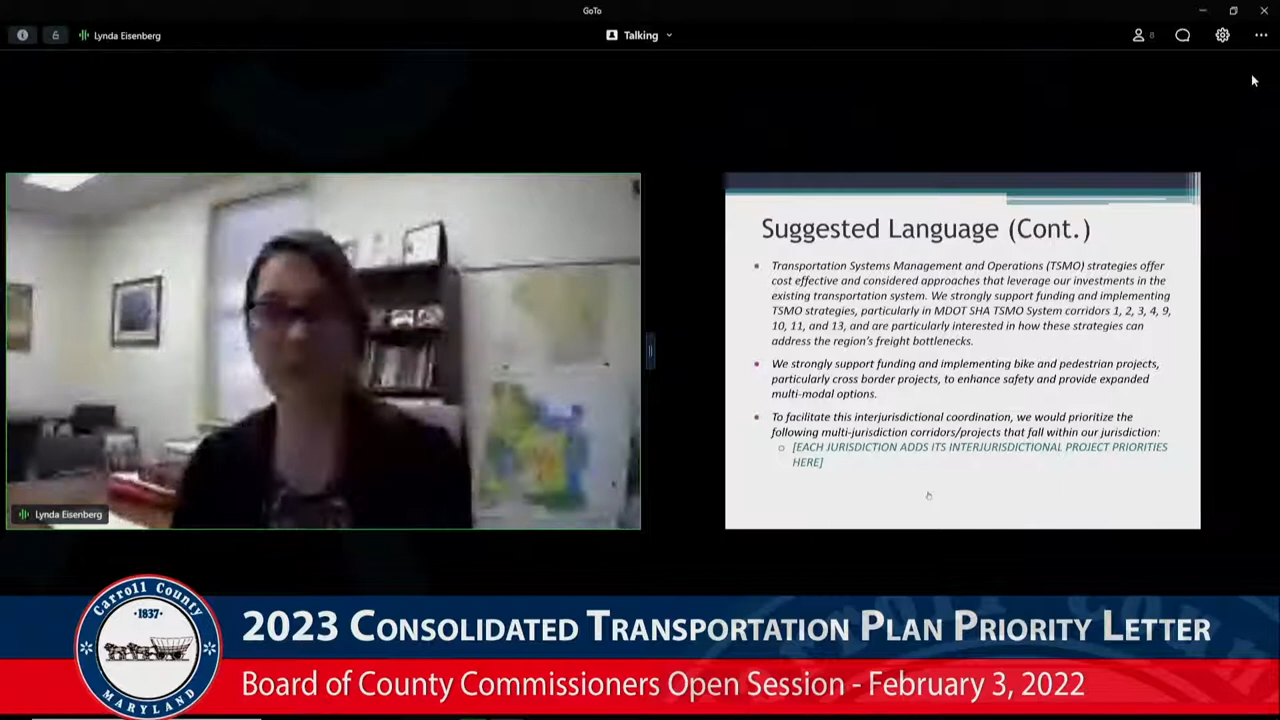 GoTo
Lynda Eisenberg
Talking
8
Suggested Language (Cont.)
• Transportation Systems Management and Operations (TSMO) strategies offer
cost effective and considered approaches that leverage our investments in the
existing transportation system. We strongly support funding and implementing
TSMO strategies, particularly in MDOT SHA TSMO System corridors 1, 2, 3, 4, 9,
10, 11, and 13, and are particularly interested in how these strategies can
address the region's freight bottlenecks.
• We strongly support funding and implementing bike and pedestrian projects,
particularly cross border projects, to enhance safety and provide expanded
multi-modal options.
• To facilitate this interjurisdictional coordination, we would prioritize the
following multi-jurisdiction corridors/projects that fall within our jurisdiction:
○ [EACH JURISDICTION ADDS ITS INTERJURISDICTIONAL PROJECT PRIORITIES
HERE]
Lynda Eisenberg
Carroll County
·1837·
MARYLAND
2023 CONSOLIDATED TRANSPORTATION PLAN PRIORITY LETTER
Board of County Commissioners Open Session - February 3, 2022